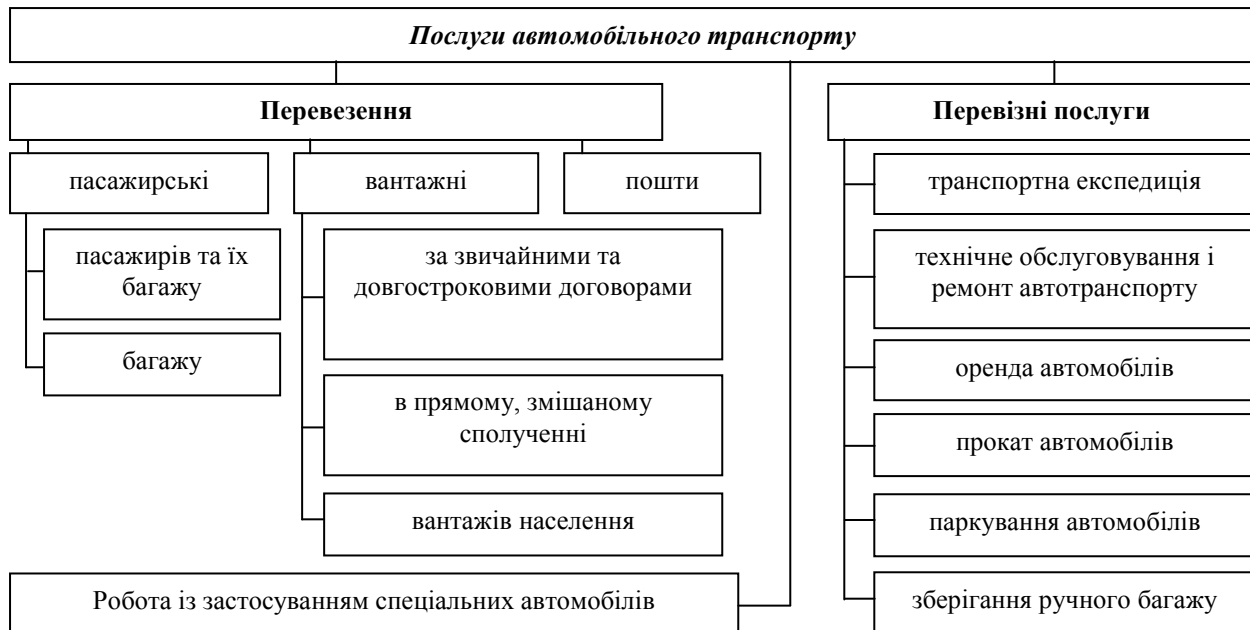 Послуги автомобільного транспорту
Перевезення
Перевізні послуги
пасажирські
вантажні
пошти
транспортна експедиція
пасажирів та їх
багажу
за звичайними та
довгостроковими договорами
технічне обслуговування і
ремонт автотранспорту
багажу
оренда автомобілів
в прямому, змішаному
сполученні
прокат автомобілів
вантажів населення
паркування автомобілів
Робота із застосуванням спеціальних автомобілів
зберігання ручного багажу